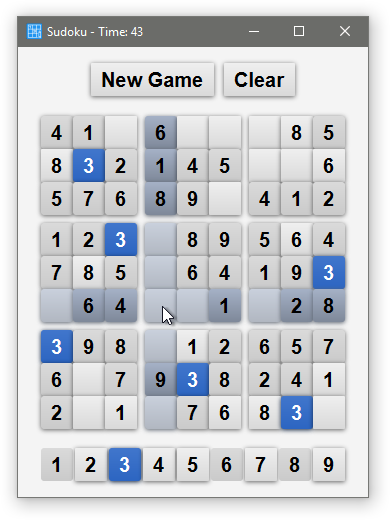 Sudoku - Time: 43
New Game Clear
4 1 6 8 5
8 3 2 1 4 5 6
5 7 6 8 9 4 1 2
1 2 3 8 9 5 6 4
7 8 5 6 4 1 9 3
6 4 1 2 8
3 9 8 1 2 6 5 7
6 7 9 3 8 2 4 1
2 1 7 6 8 3
1 2 3 4 5 6 7 8 9